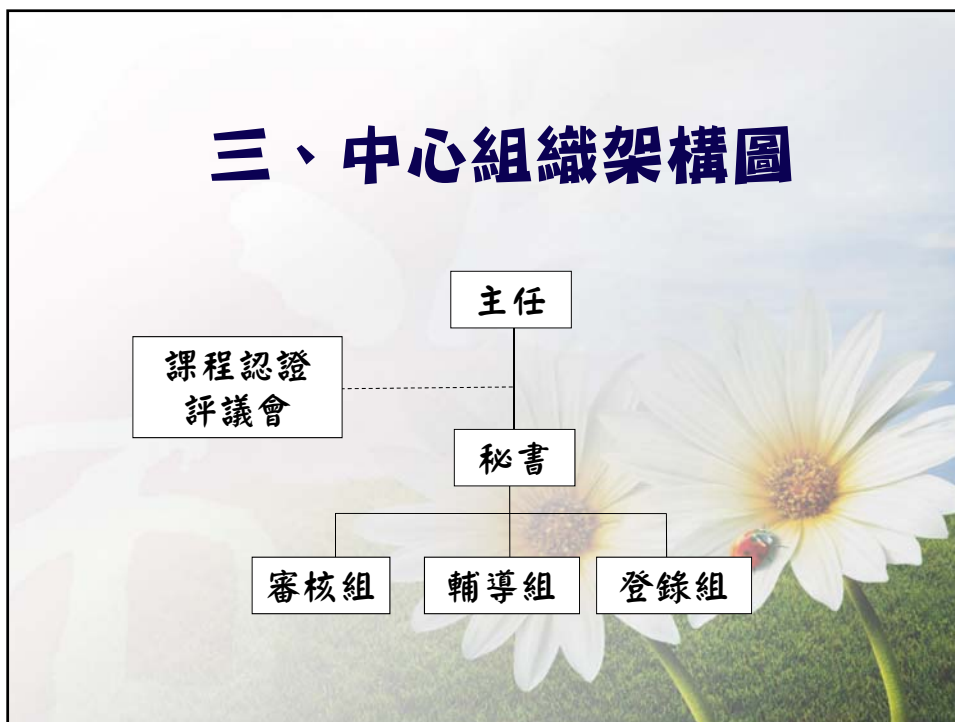 三、中心組織架構圖
主任
課程認證
評議會
秘書
審核組
輔導組
登錄組